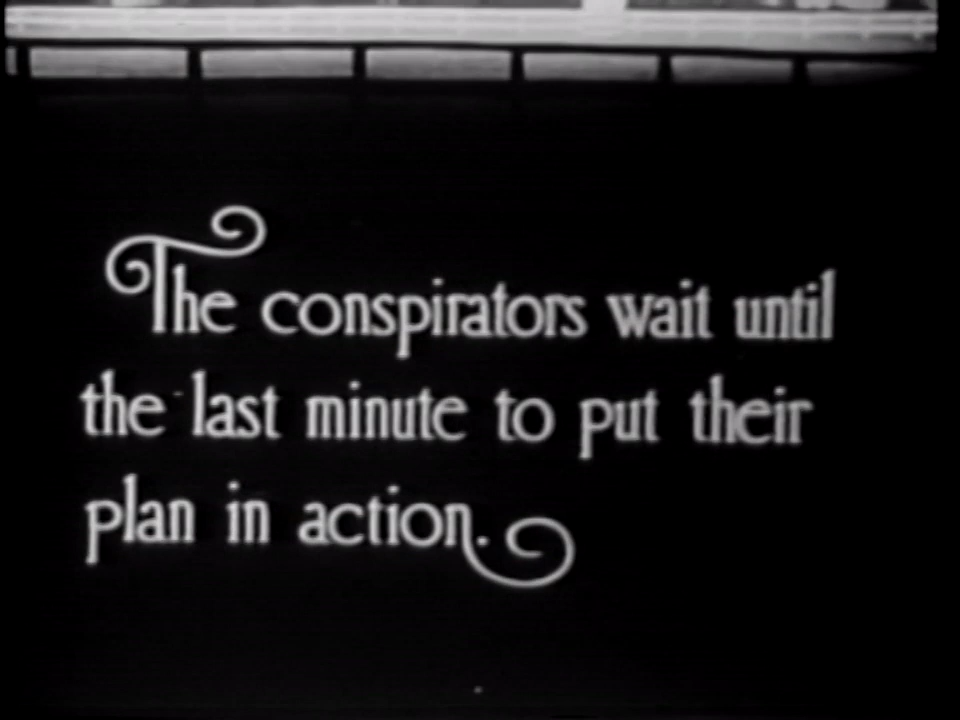 The conspirators wait until
the last minute to put their
plan in action.